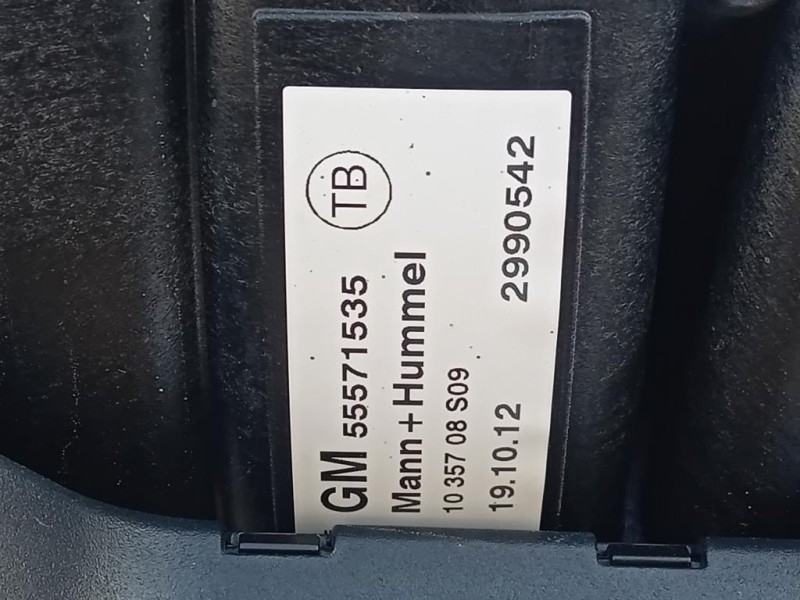 GM 55571535 TB
Mann+Hummel
10 357 08 S09
19.10.12 2990542